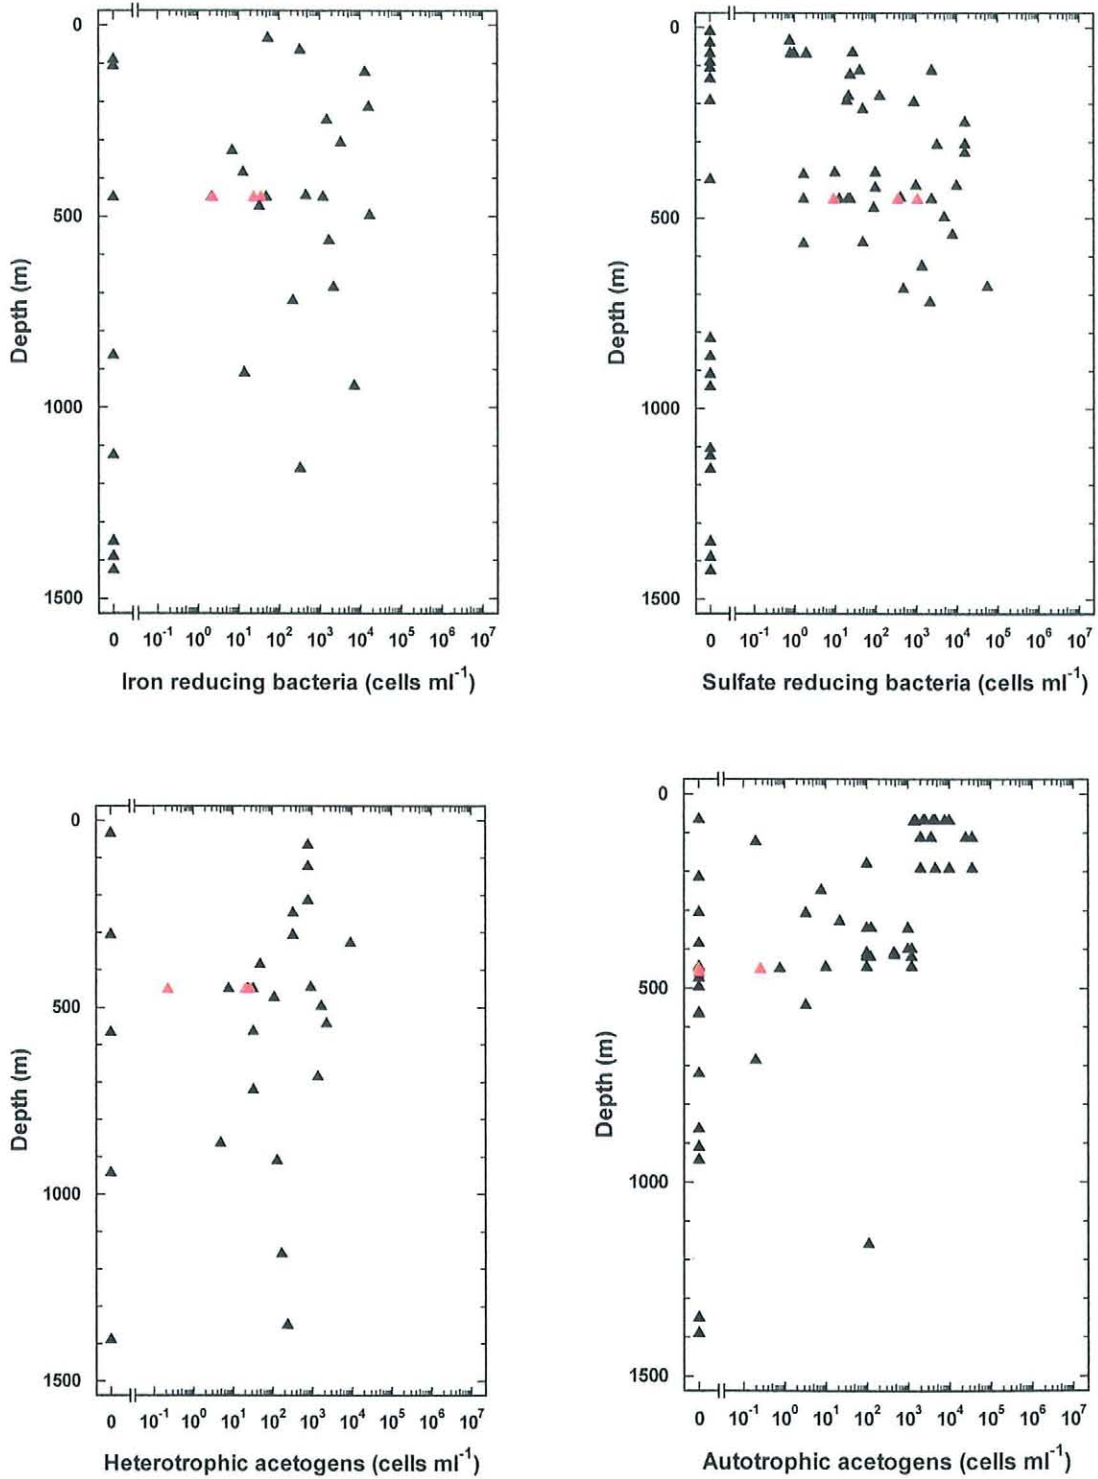 0
500
1000
1500
Depth (m)
0 10⁻¹ 10⁰ 10¹ 10² 10³ 10⁴ 10⁵ 10⁶ 10⁷
Iron reducing bacteria (cells ml⁻¹)
0
500
1000
1500
Depth (m)
0 10⁻¹ 10⁰ 10¹ 10² 10³ 10⁴ 10⁵ 10⁶ 10⁷
Sulfate reducing bacteria (cells ml⁻¹)
0
500
1000
1500
Depth (m)
0 10⁻¹ 10⁰ 10¹ 10² 10³ 10⁴ 10⁵ 10⁶ 10⁷
Heterotrophic acetogens (cells ml⁻¹)
0
500
1000
1500
Depth (m)
0 10⁻¹ 10⁰ 10¹ 10² 10³ 10⁴ 10⁵ 10⁶ 10⁷
Autotrophic acetogens (cells ml⁻¹)